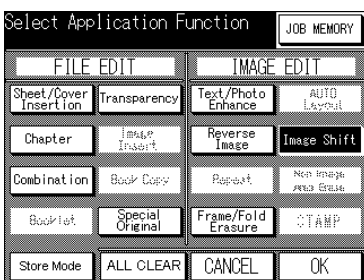 Select Application Function
JOB MEMORY
FILE EDIT
IMAGE EDIT
Sheet/Cover
Insertion
Transparency
Text/Photo
Enhance
AUTO
Layout
Chapter
Image
Insert
Reverse
Image
Image Shift
Combination
Book Copy
Repeat
Non Image
Area Erase
Booklet
Special
Original
Frame/Fold
Erasure
STAMP
Store Mode
ALL CLEAR
CANCEL
OK